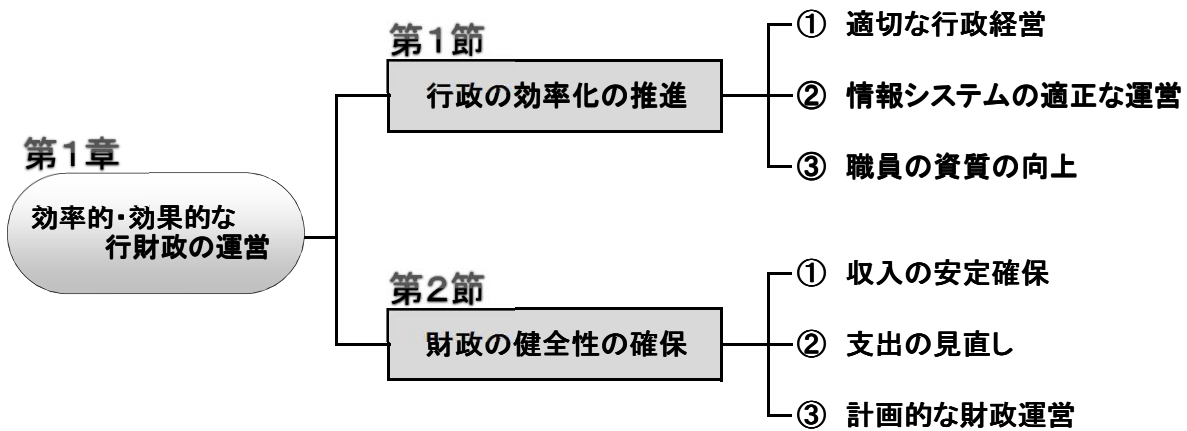 第1章
効率的・効果的な
行財政の運営
第1節
行政の効率化の推進
① 適切な行政経営
② 情報システムの適正な運営
③ 職員の資質の向上
第2節
財政の健全性の確保
① 収入の安定確保
② 支出の見直し
③ 計画的な財政運営